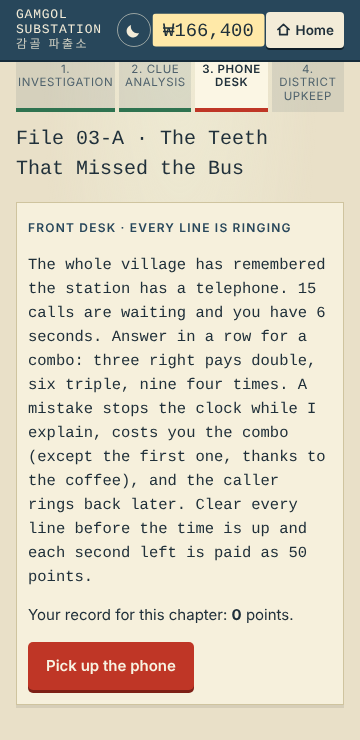 GAMGOL
SUBSTATION
감골 파출소
₩166,400
Home
1.
INVESTIGATION
2. CLUE
ANALYSIS
3. PHONE
DESK
4.
DISTRICT
UPKEEP
File 03-A · The Teeth
That Missed the Bus
FRONT DESK · EVERY LINE IS RINGING
The whole village has remembered
the station has a telephone. 15
calls are waiting and you have 6
seconds. Answer in a row for a
combo: three right pays double,
six triple, nine four times. A
mistake stops the clock while I
explain, costs you the combo
(except the first one, thanks to
the coffee), and the caller
rings back later. Clear every
line before the time is up and
each second left is paid as 50
points.
Your record for this chapter: 0 points.
Pick up the phone